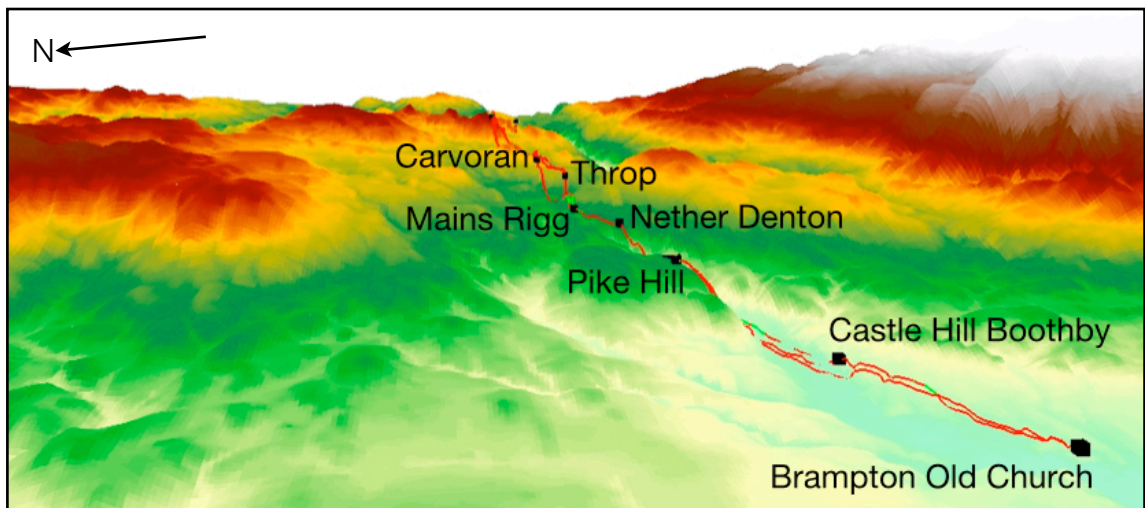 N
Carvoran
Throp
Mains Rigg
Nether Denton
Pike Hill
Castle Hill Boothby
Brampton Old Church